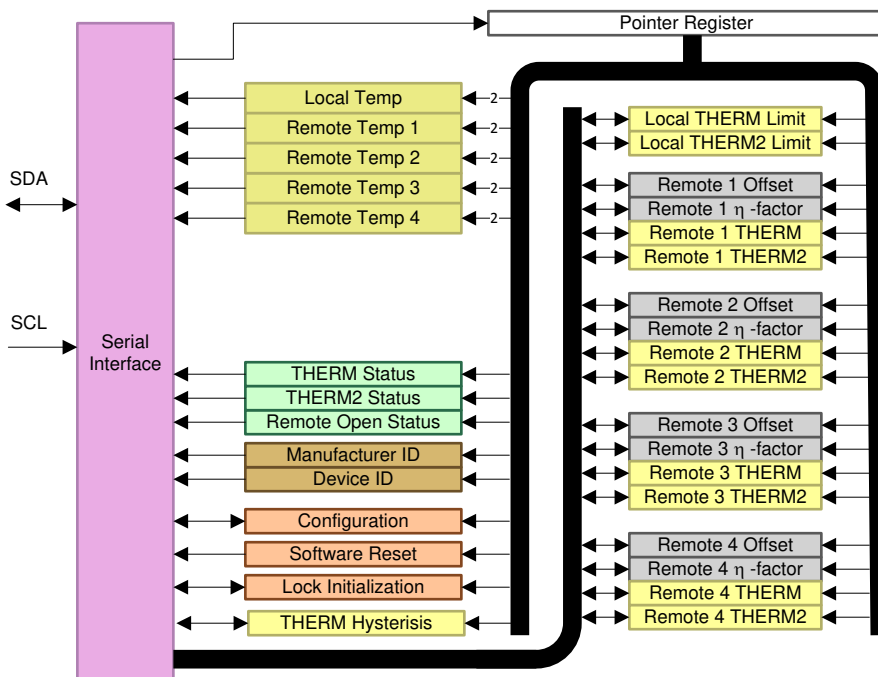 Pointer Register
SDA
SCL
Serial
Interface
Local Temp
2
Remote Temp 1
2
Remote Temp 2
2
Remote Temp 3
2
Remote Temp 4
2
THERM Status
THERM2 Status
Remote Open Status
Manufacturer ID
Device ID
Configuration
Software Reset
Lock Initialization
THERM Hysterisis
Local THERM Limit
Local THERM2 Limit
Remote 1 Offset
Remote 1 η -factor
Remote 1 THERM
Remote 1 THERM2
Remote 2 Offset
Remote 2 η -factor
Remote 2 THERM
Remote 2 THERM2
Remote 3 Offset
Remote 3 η -factor
Remote 3 THERM
Remote 3 THERM2
Remote 4 Offset
Remote 4 η -factor
Remote 4 THERM
Remote 4 THERM2